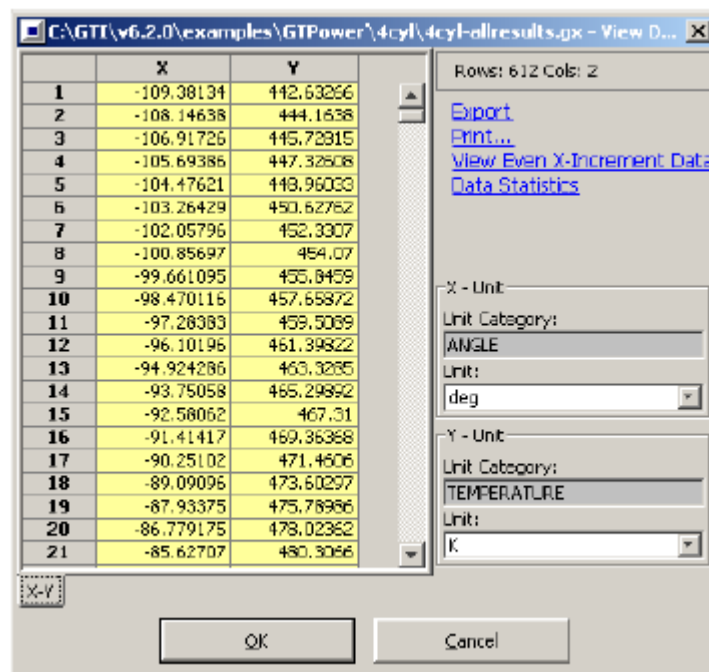 C:\GTI\v6.2.0\examples\GTPower\4cyl\4cyl-allresults.gx - View D...
X Y
1 -109.38134 442.63266
2 -108.14638 444.1638
3 -106.91726 445.72815
4 -105.69386 447.32608
5 -104.47621 448.96033
6 -103.26429 450.62762
7 -102.05796 452.3307
8 -100.85697 454.07
9 -99.661095 455.8459
10 -98.470116 457.65872
11 -97.28383 459.5089
12 -96.10196 461.39822
13 -94.924286 463.3285
14 -93.75058 465.29892
15 -92.58062 467.31
16 -91.41417 469.36368
17 -90.25102 471.4606
18 -89.09096 473.60297
19 -87.93375 475.78986
20 -86.779175 478.02362
21 -85.62707 480.3066
X-Y
Rows: 612 Cols: 2
Export
Print...
View Even X-Increment Data
Data Statistics
X - Unit
Unit Category:
ANGLE
Unit:
deg
Y - Unit
Unit Category:
TEMPERATURE
Unit:
K
OK Cancel